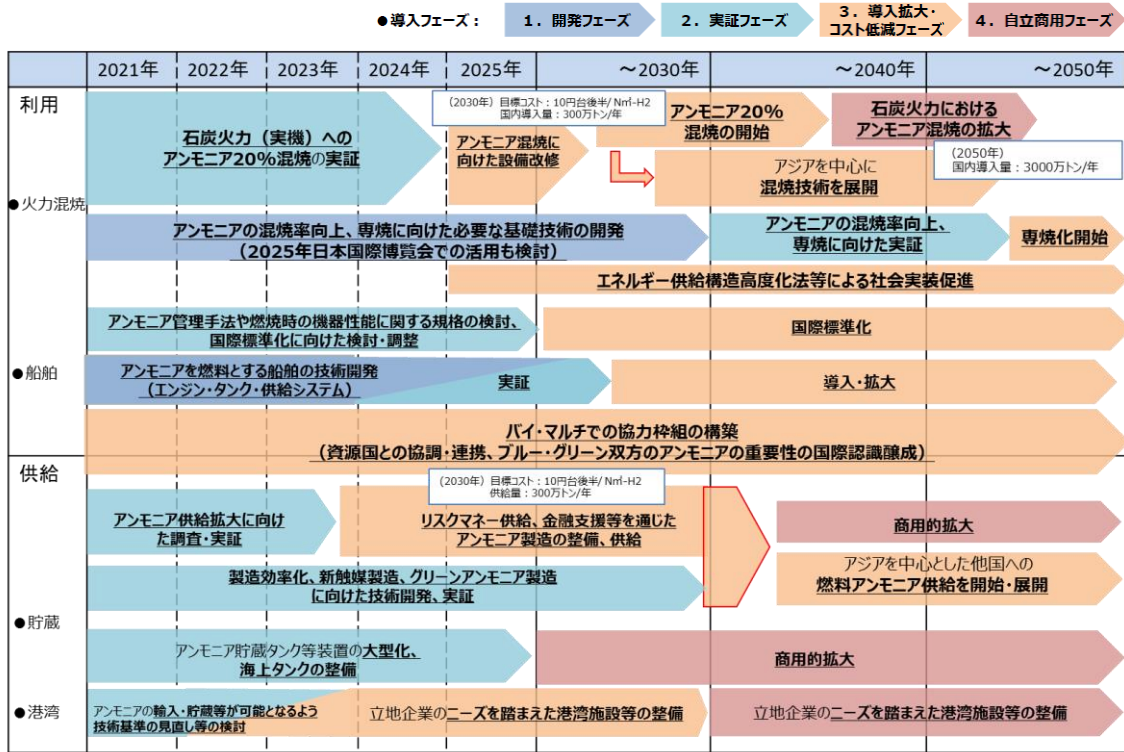 ●導入フェーズ：
1. 開発フェーズ
2. 実証フェーズ
3. 導入拡大・
コスト低減フェーズ
4. 自立商用フェーズ
2021年
2022年
2023年
2024年
2025年
～2030年
～2040年
～2050年
利用
石炭火力（実機）への
アンモニア20％混焼の実証
（2030年）目標コスト：10円台後半/N㎥-H2
国内導入量：300万トン/年
アンモニア混焼に
向けた設備改修
アンモニア20％
混焼の開始
石炭火力における
アンモニア混焼の拡大
アジアを中心に
混焼技術を展開
（2050年）
国内導入量：3000万トン/年
●火力混焼
アンモニアの混焼率向上、専焼に向けた必要な基礎技術の開発
（2025年日本国際博覧会での活用も検討）
アンモニアの混焼率向上、
専焼に向けた実証
専焼化開始
エネルギー供給構造高度化法等による社会実装促進
アンモニア管理手法や燃焼時の機器性能に関する規格の検討、
国際標準化に向けた検討・調整
国際標準化
●船舶
アンモニアを燃料とする船舶の技術開発
（エンジン・タンク・供給システム）
実証
導入・拡大
バイ・マルチでの協力枠組の構築
（資源国との協調・連携、ブルー・グリーン双方のアンモニアの重要性の国際認識醸成）
供給
（2030年）目標コスト：10円台後半/N㎥-H2
供給量：300万トン/年
アンモニア供給拡大に向け
た調査・実証
リスクマネー供給、金融支援等を通じた
アンモニア製造の整備、供給
商用的拡大
製造効率化、新触媒製造、グリーンアンモニア製造
に向けた技術開発、実証
アジアを中心とした他国への
燃料アンモニア供給を開始・展開
●貯蔵
アンモニア貯蔵タンク等装置の大型化、
海上タンクの整備
商用的拡大
●港湾
アンモニアの輸入・貯蔵等が可能となるよう
技術基準の見直し等の検討
立地企業のニーズを踏まえた港湾施設等の整備
立地企業のニーズを踏まえた港湾施設等の整備